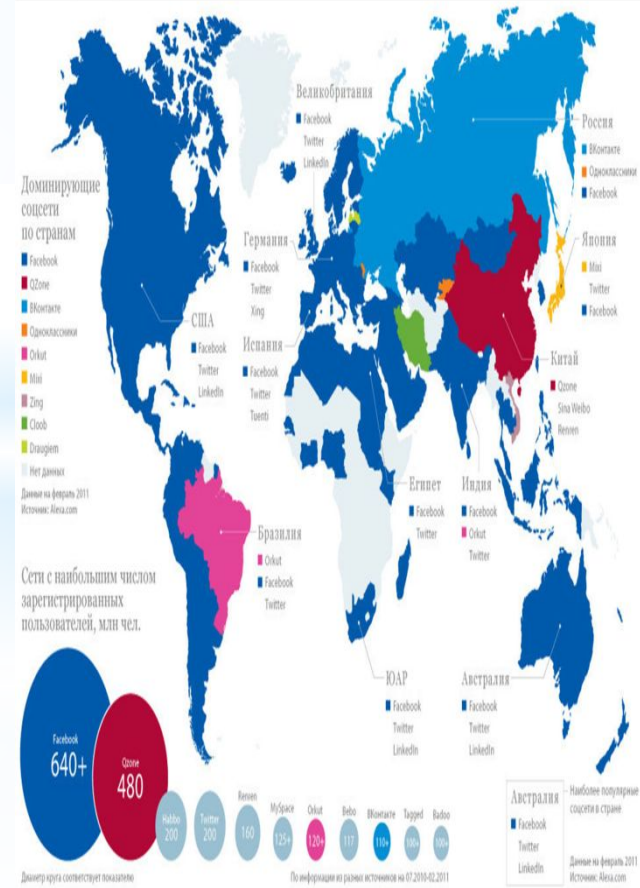 Великобритания
Facebook
Twitter
LinkedIn
Россия
ВКонтакте
Одноклассники
Facebook
Доминирующие
соцсети
по странам
Facebook
QZone
ВКонтакте
Одноклассники
Orkut
Mixi
Zing
Cloob
Draugiem
Нет данных
Данные на февраль 2011
Источник: Alexa.com
Германия
Facebook
Twitter
Xing
Япония
Mixi
Twitter
Facebook
США
Facebook
Twitter
LinkedIn
Испания
Facebook
Twitter
Tuenti
Китай
Qzone
Sina Weibo
Renren
Египет
Facebook
Twitter
Индия
Facebook
Orkut
Twitter
Бразилия
Orkut
Facebook
Twitter
ЮАР
Facebook
Twitter
LinkedIn
Австралия
Facebook
Twitter
LinkedIn
Сети с наибольшим числом
зарегистрированных
пользователей, млн чел.
Facebook
640+
Qzone
480
Habbo
200
Twitter
200
Renren
160
MySpace
125+
Orkut
120+
Bebo
117
ВКонтакте
110+
Tagged
100+
Badoo
100+
Диаметр круга соответствует показателю
По информации из разных источников на 07.2010-02.2011
Австралия
Facebook
Twitter
LinkedIn
Наиболее популярные
соцсети в стране
Данные на февраль 2011
Источник: Alexa.com